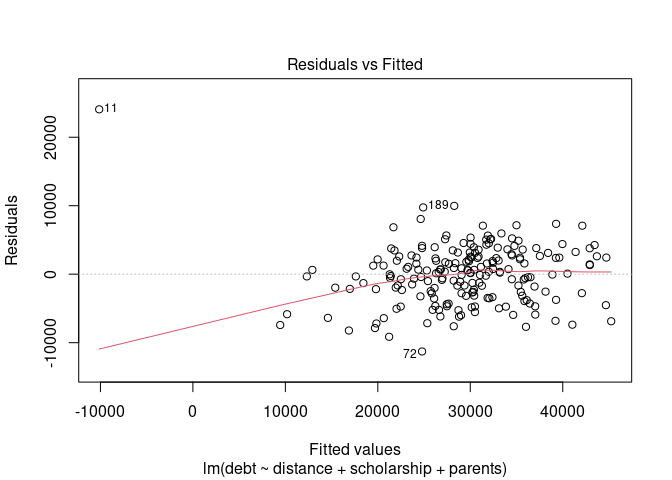 Residuals vs Fitted
Residuals
20000
10000
0
-10000
11
189
72
-10000 0 10000 20000 30000 40000
Fitted values
lm(debt ~ distance + scholarship + parents)